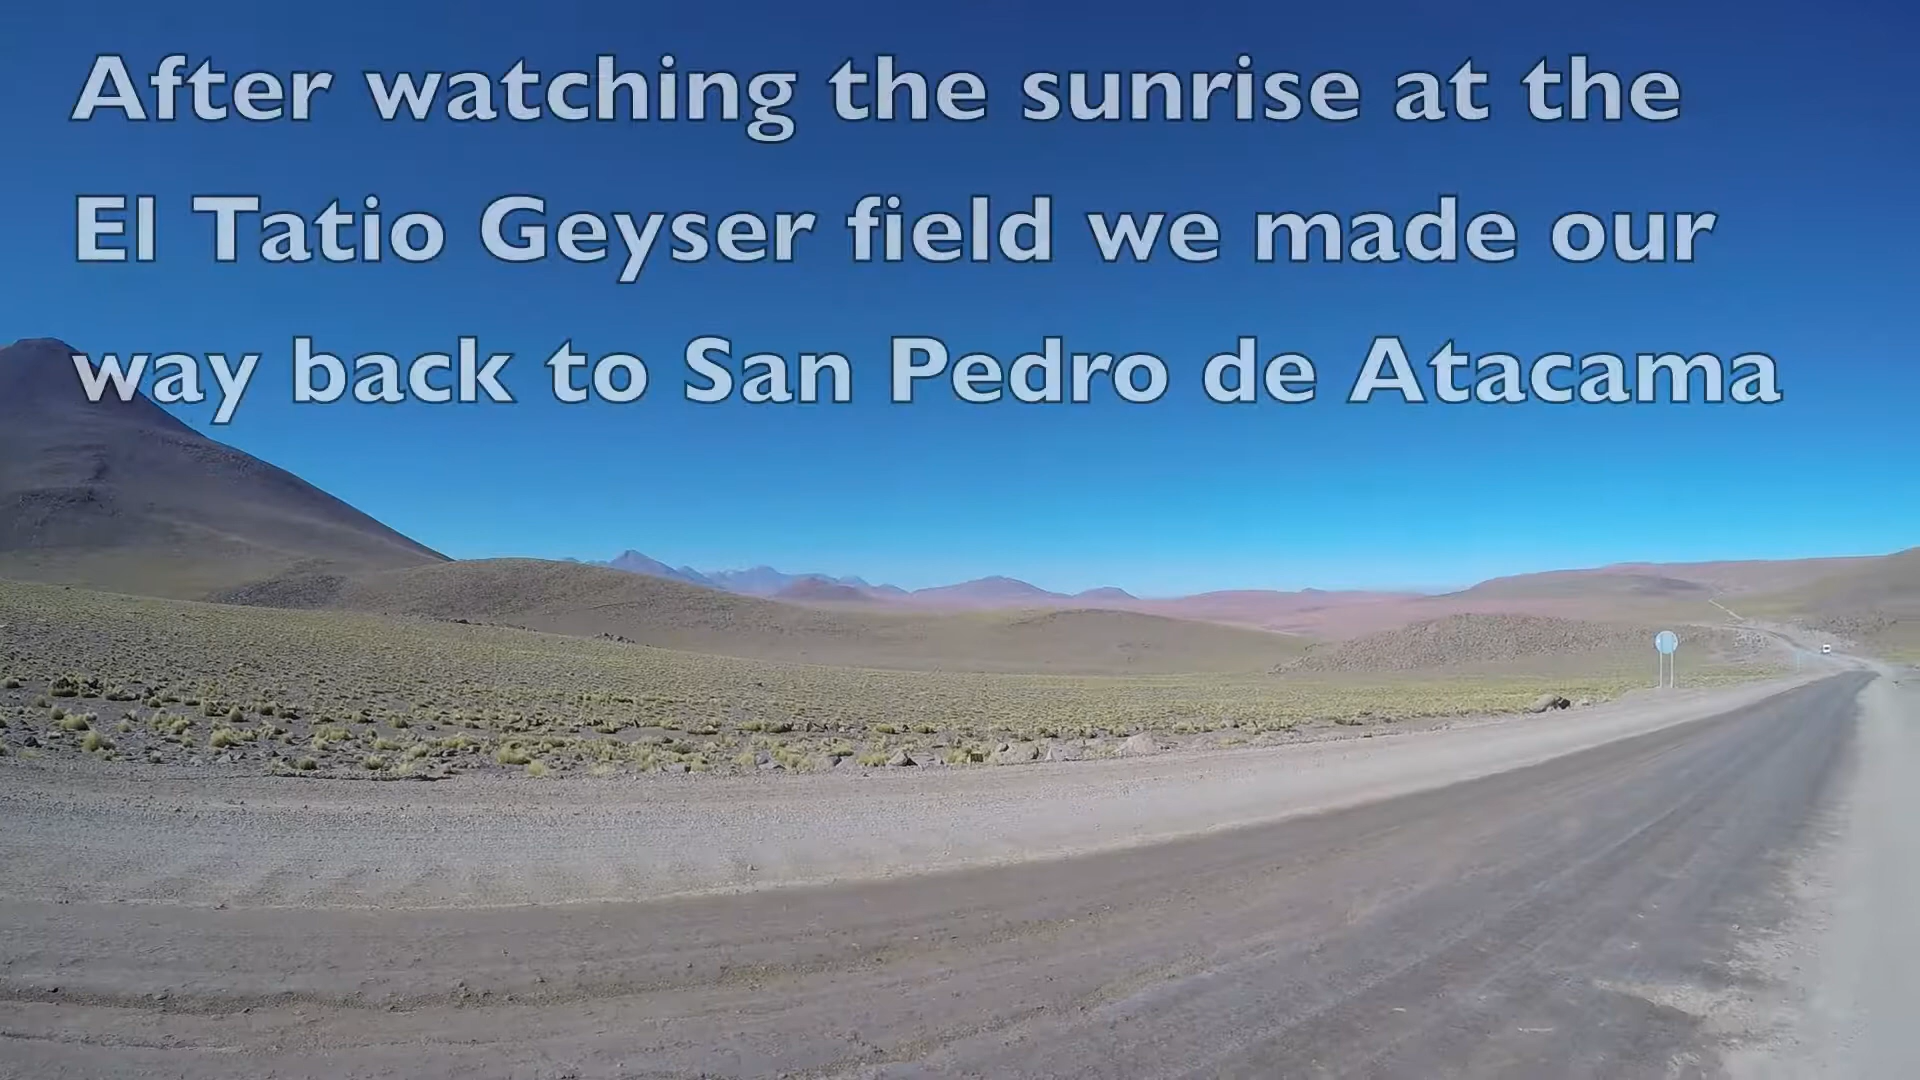 After watching the sunrise at the
El Tatio Geyser field we made our
way back to San Pedro de Atacama